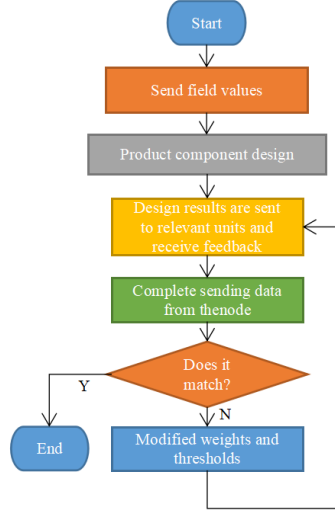 Start
Send field values
Product component design
Design results are sent
to relevant units and
receive feedback
Complete sending data
from thenode
Does it
match?
Y
N
End
Modified weights and
thresholds